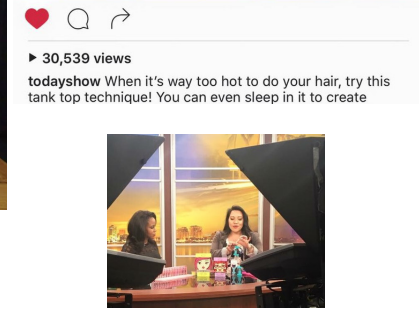 30,539 views
todayshow When it's way too hot to do your hair, try this
tank top technique! You can even sleep in it to create